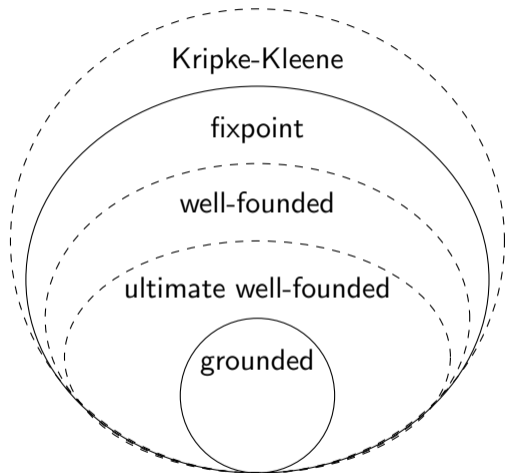 Kripke-Kleene
fixpoint
well-founded
ultimate well-founded
grounded